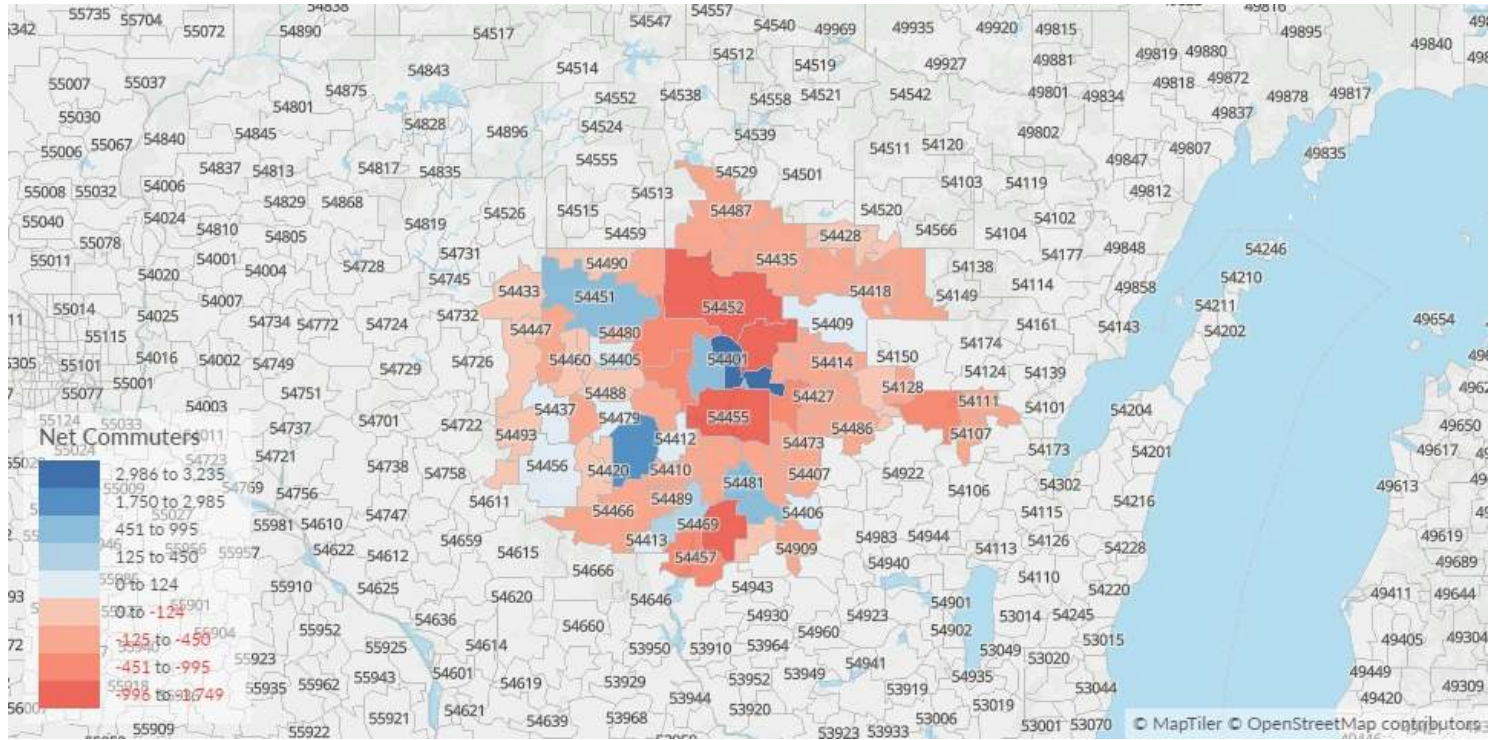 54838 54557 49816
55735 55704 54547 54540 49969 49935 49920 49815 49895
55072 54890 54517 54512 49819 49880 49840
54843 54514 54519 49927 49881
55007 55037 54875 54552 54538 54558 54521 54542 49801 49834 49818 49872 49878 49817
55030 54801 54828 54896 54524 54539 49802 49837
55006 55067 54840 54845 54511 54120 49807
54837 54813 54817 54835 54555 54529 54501 49847 49835
55008 55032 54006 54829 54868 54513 54103 54119 49812
55040 54024 54810 54819 54526 54515 54487 54520 54102
55078 54805 54459 54428 54566 54104
55011 54001 54004 54728 54731 54490 54435 54177 49848 54246
54020 54745 54138 54210
54007 54433 54451 54452 54418 54149 54114 49858 54211
55014 54025 54734 54772 54724 54732 54447 54480 54409 54161 54143 54202 49654
55115 54174
55101 54016 54002 54749 54729 54726 54460 54405 54401 54414 54150 54124 54139
55077 55001 54751 54488 54427 54128
54003 54701 54722 54437 54479 54455 54111 54101 54204
55124 55033 54011 54737 54493 54412 54473 54486 54107 49650
Net Commuters
55024 54723 54721 54738 54758 54456 54420 54410 54407 54922 54173 54201 49617
2,986 to 3,235
55009 54769 54756 54611 54489 54481 54106 54302 54216 49613
1,750 to 2,985
55027 55981 54610 54747 54466 54469 54406 54115
451 to 995
55957 54622 54612 54659 54615 54413 54457 54909 54983 54944 54113 54126 54228 49619
125 to 450
55910 54625 54666 54943 54940 54110 54220 49689
0 to 124
55901 54620 54646 54930 54923 54901 53014 54245 49411 49644
0 to -124
55904 55952 55925 54636 54614 54660 53950 53910 53964 54960 54902 53049 53015 49405 49304
-125 to -450
55923 55943 54601 54619 53929 53952 53949 54941 54935 53020 49449
-451 to -995
55918 55935 55962 54621 53944 53920 53919 53019 53044 49420 49309
-996 to -1,749
55909 55922 55921 54639 53968 53923 53933 53006 53001 53070
© MapTiler © OpenStreetMap contributors